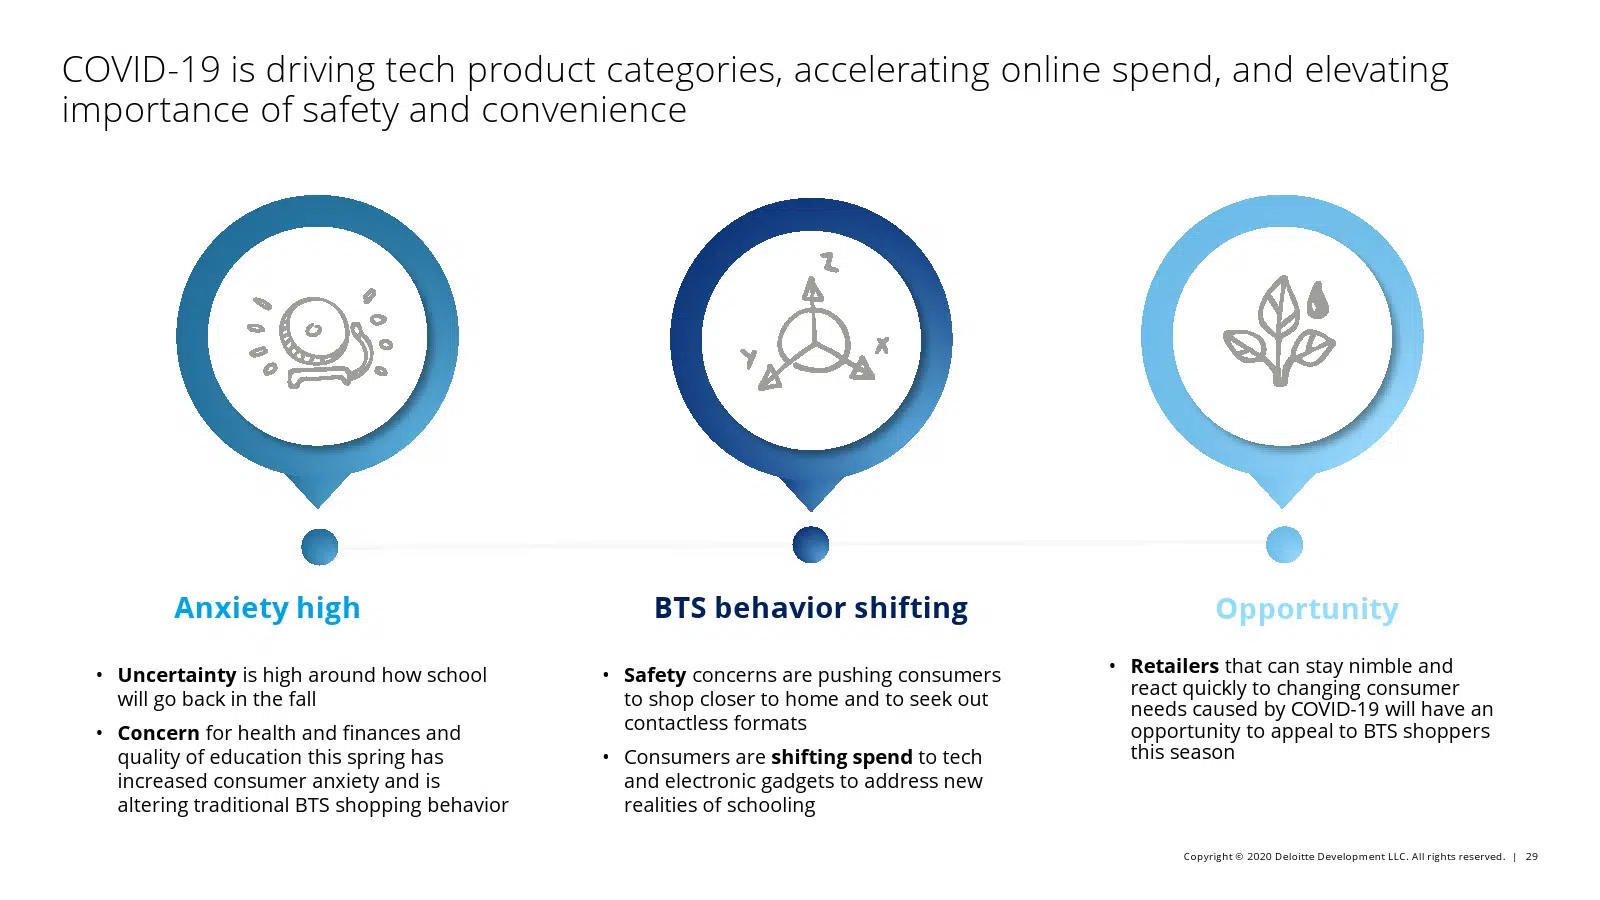 COVID-19 is driving tech product categories, accelerating online spend, and elevating
importance of safety and convenience
Z
Y
X
Anxiety high
• Uncertainty is high around how school
will go back in the fall
• Concern for health and finances and
quality of education this spring has
increased consumer anxiety and is
altering traditional BTS shopping behavior
BTS behavior shifting
• Safety concerns are pushing consumers
to shop closer to home and to seek out
contactless formats
• Consumers are shifting spend to tech
and electronic gadgets to address new
realities of schooling
Opportunity
• Retailers that can stay nimble and
react quickly to changing consumer
needs caused by COVID-19 will have an
opportunity to appeal to BTS shoppers
this season
Copyright © 2020 Deloitte Development LLC. All rights reserved. | 29